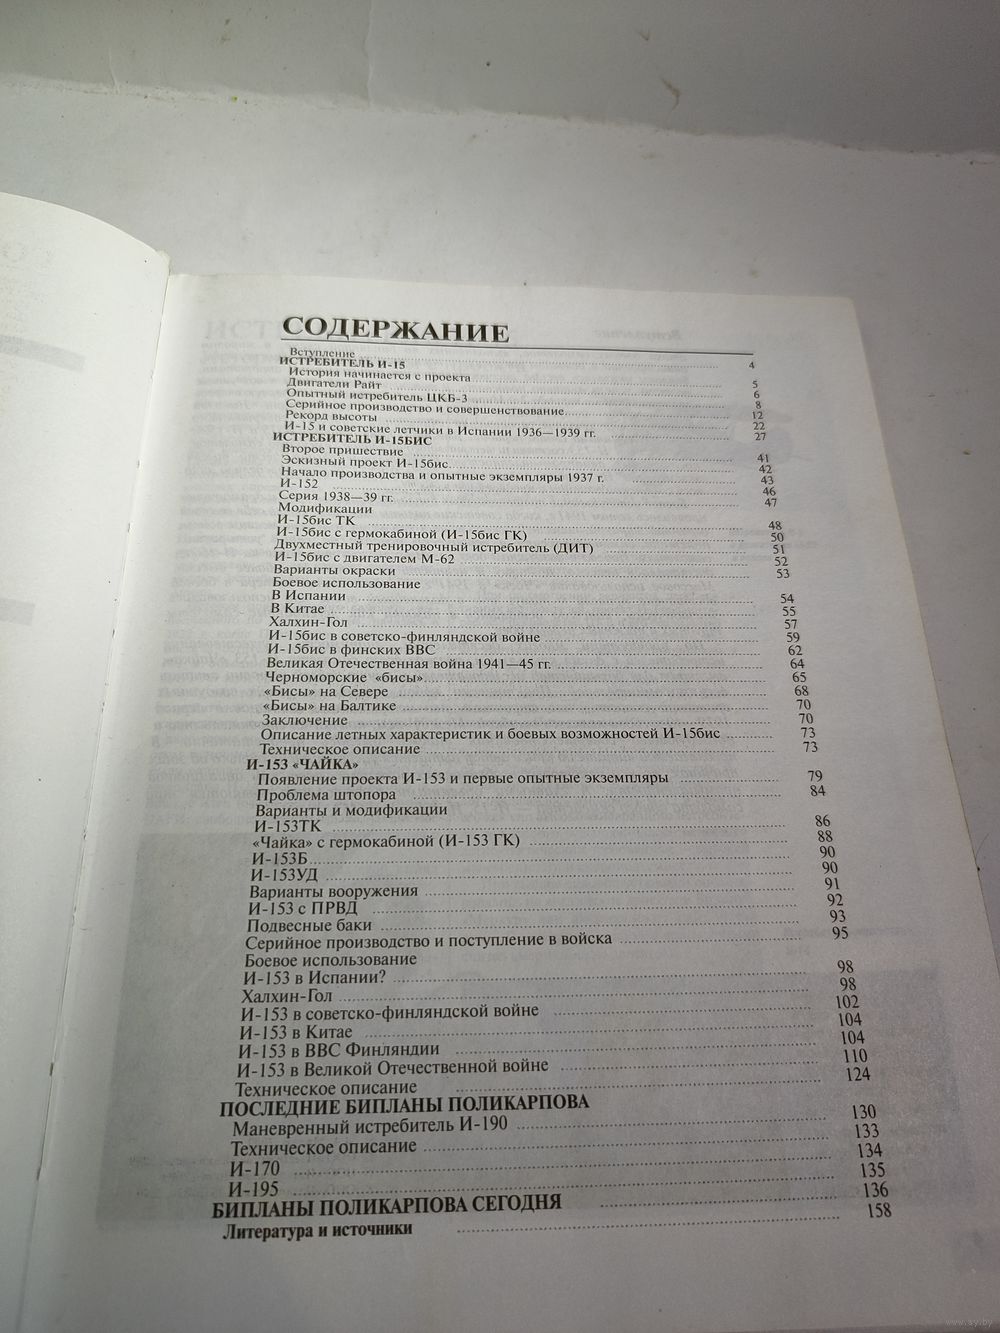 СОДЕРЖАНИЕ
Вступление 4
ИСТРЕБИТЕЛЬ И-15
История начинается с проекта 5
Двигатели Райт 6
Опытный истребитель ЦКБ-3 8
Серийное производство и совершенствование 12
Рекорд высоты 22
И-15 и советские летчики в Испании 1936—1939 гг. 27
ИСТРЕБИТЕЛЬ И-15БИС
Второе пришествие 41
Эскизный проект И-15бис 42
Начало производства и опытные экземпляры 1937 г. 43
И-152 46
Серия 1938—39 гг. 47
Модификации
И-15бис ТК 48
И-15бис с гермокабиной (И-15бис ГК) 50
Двухместный тренировочный истребитель (ДИТ) 51
И-15бис с двигателем М-62 52
Варианты окраски 53
Боевое использование
В Испании 54
В Китае 55
Халхин-Гол 57
И-15бис в советско-финляндской войне 59
И-15бис в финских ВВС 62
Великая Отечественная война 1941—45 гг. 64
Черноморские «бисы» 65
«Бисы» на Севере 68
«Бисы» на Балтике 70
Заключение 70
Описание летных характеристик и боевых возможностей И-15бис 73
Техническое описание 73
И-153 «ЧАЙКА»
Появление проекта И-153 и первые опытные экземпляры 79
Проблема штопора 84
Варианты и модификации
И-153ТК 86
«Чайка» с гермокабиной (И-153 ГК) 88
И-153Б 90
И-153УД 90
Варианты вооружения 91
И-153 с ПРВД 92
Подвесные баки 93
Серийное производство и поступление в войска 95
Боевое использование
И-153 в Испании? 98
Халхин-Гол 98
И-153 в советско-финляндской войне 102
И-153 в Китае 104
И-153 в ВВС Финляндии 104
И-153 в Великой Отечественной войне 110
Техническое описание 124
ПОСЛЕДНИЕ БИПЛАНЫ ПОЛИКАРПОВА
Маневренный истребитель И-190 130
Техническое описание 133
И-170 134
И-195 135
БИПЛАНЫ ПОЛИКАРПОВА СЕГОДНЯ 136
Литература и источники 158
www.ay.by